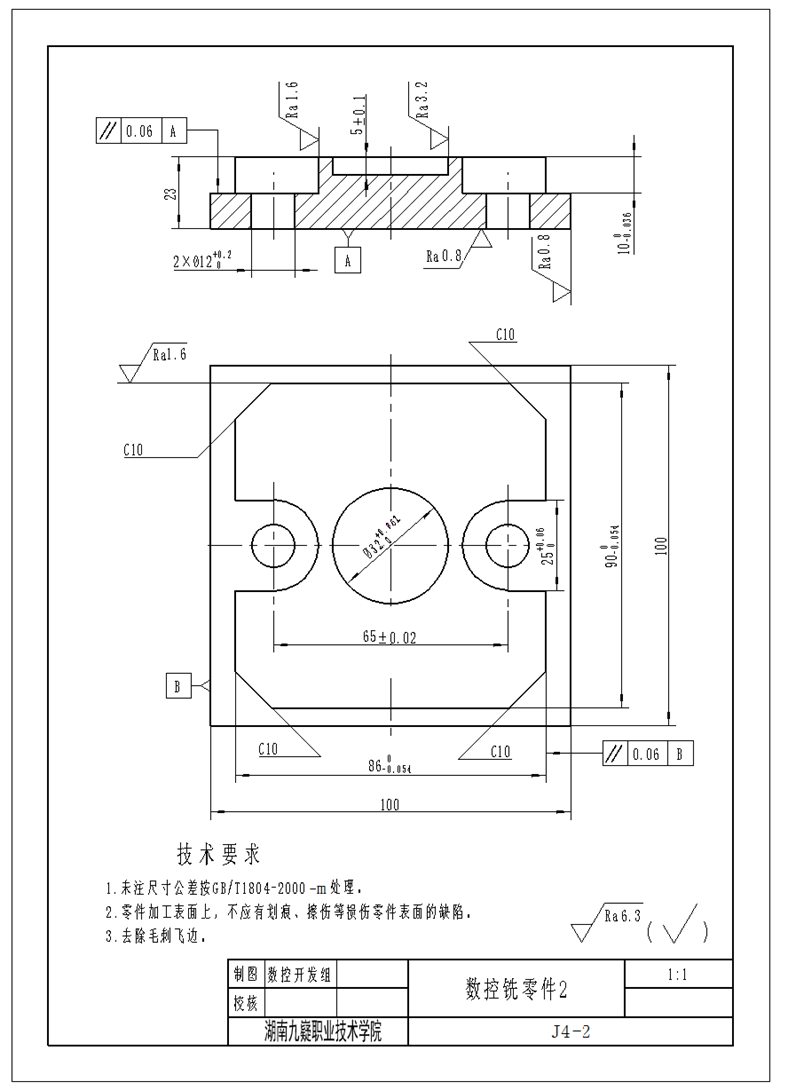 Ra1.6
5±0.1
Ra3.2
// 0.06 A
23
10 0 -0.036
2×Ø12 +0.2 0
A
Ra0.8
Ra0.8
C10
Ra1.6
C10
Ø32 +0.062 0
25 +0.06 0
90 0 -0.054
100
65±0.02
B
C10
C10
// 0.06 B
86 0 -0.054
100
技术要求
1.未注尺寸公差按GB/T1804-2000-m处理。
2.零件加工表面上，不应有划痕、擦伤等损伤零件表面的缺陷。
3.去除毛刺飞边。
Ra6.3 ( )
制图 数控开发组
数控铣零件2
1:1
校核
湖南九嶷职业技术学院
J4-2